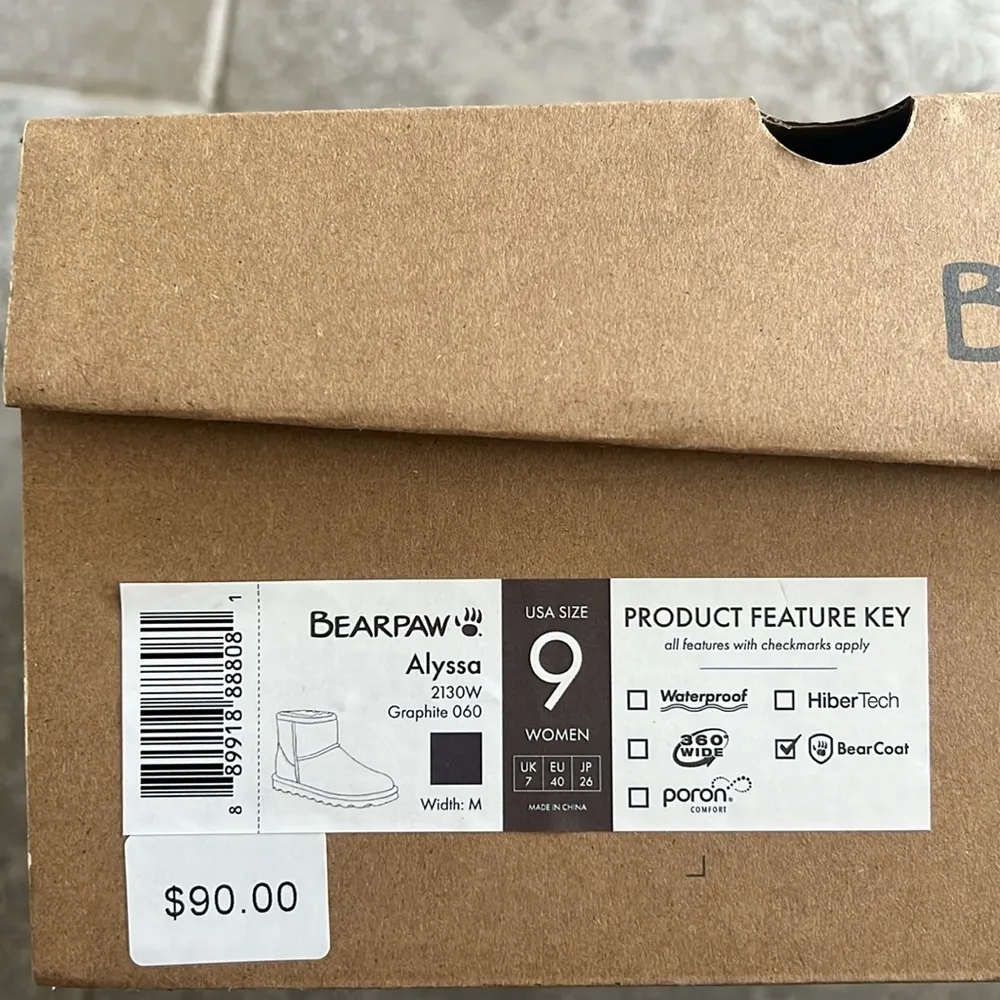 B
8 89918 88808 1
BEARPAW
Alyssa
2130W
Graphite 060
Width: M
USA SIZE
9
WOMEN
UK EU JP
7 40 26
MADE IN CHINA
PRODUCT FEATURE KEY
all features with checkmarks apply
Waterproof
HiberTech
360°
WIDE
BearCoat
poron®
COMFORT
$90.00